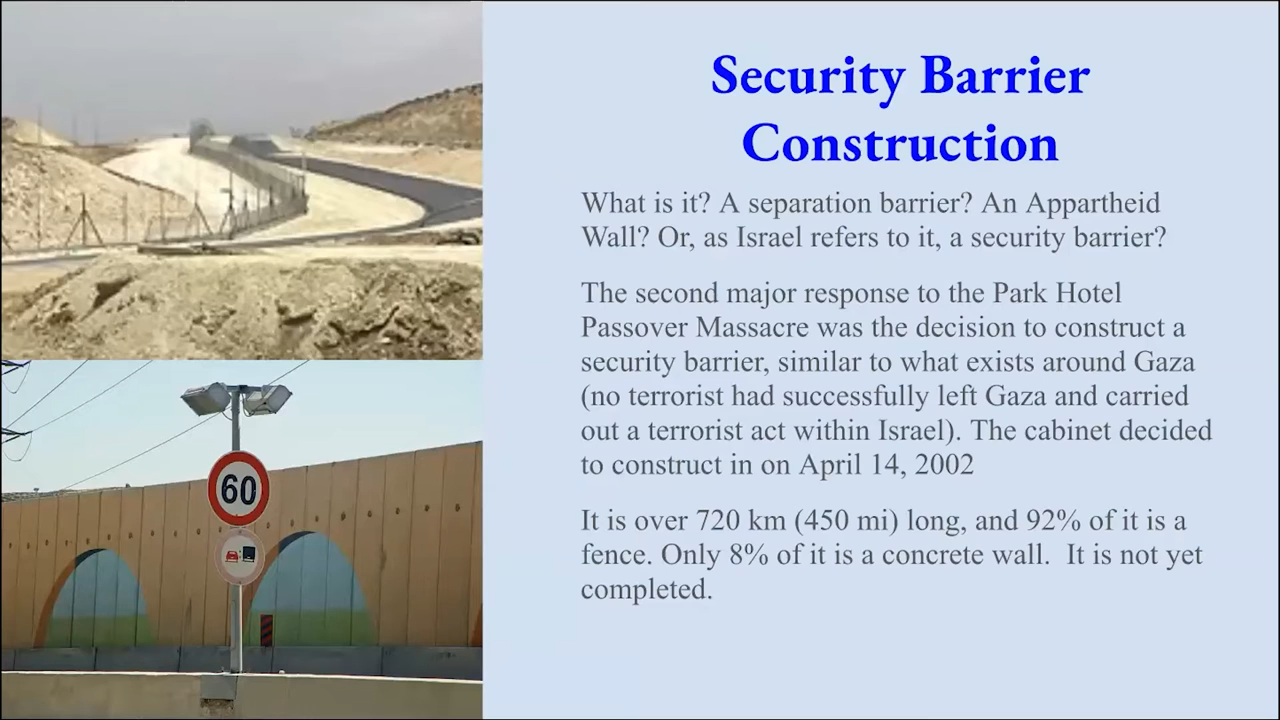 Security Barrier
Construction
What is it? A separation barrier? An Appartheid
Wall? Or, as Israel refers to it, a security barrier?
The second major response to the Park Hotel
Passover Massacre was the decision to construct a
security barrier, similar to what exists around Gaza
(no terrorist had successfully left Gaza and carried
out a terrorist act within Israel). The cabinet decided
to construct in on April 14, 2002
It is over 720 km (450 mi) long, and 92% of it is a
fence. Only 8% of it is a concrete wall.  It is not yet
completed.
60